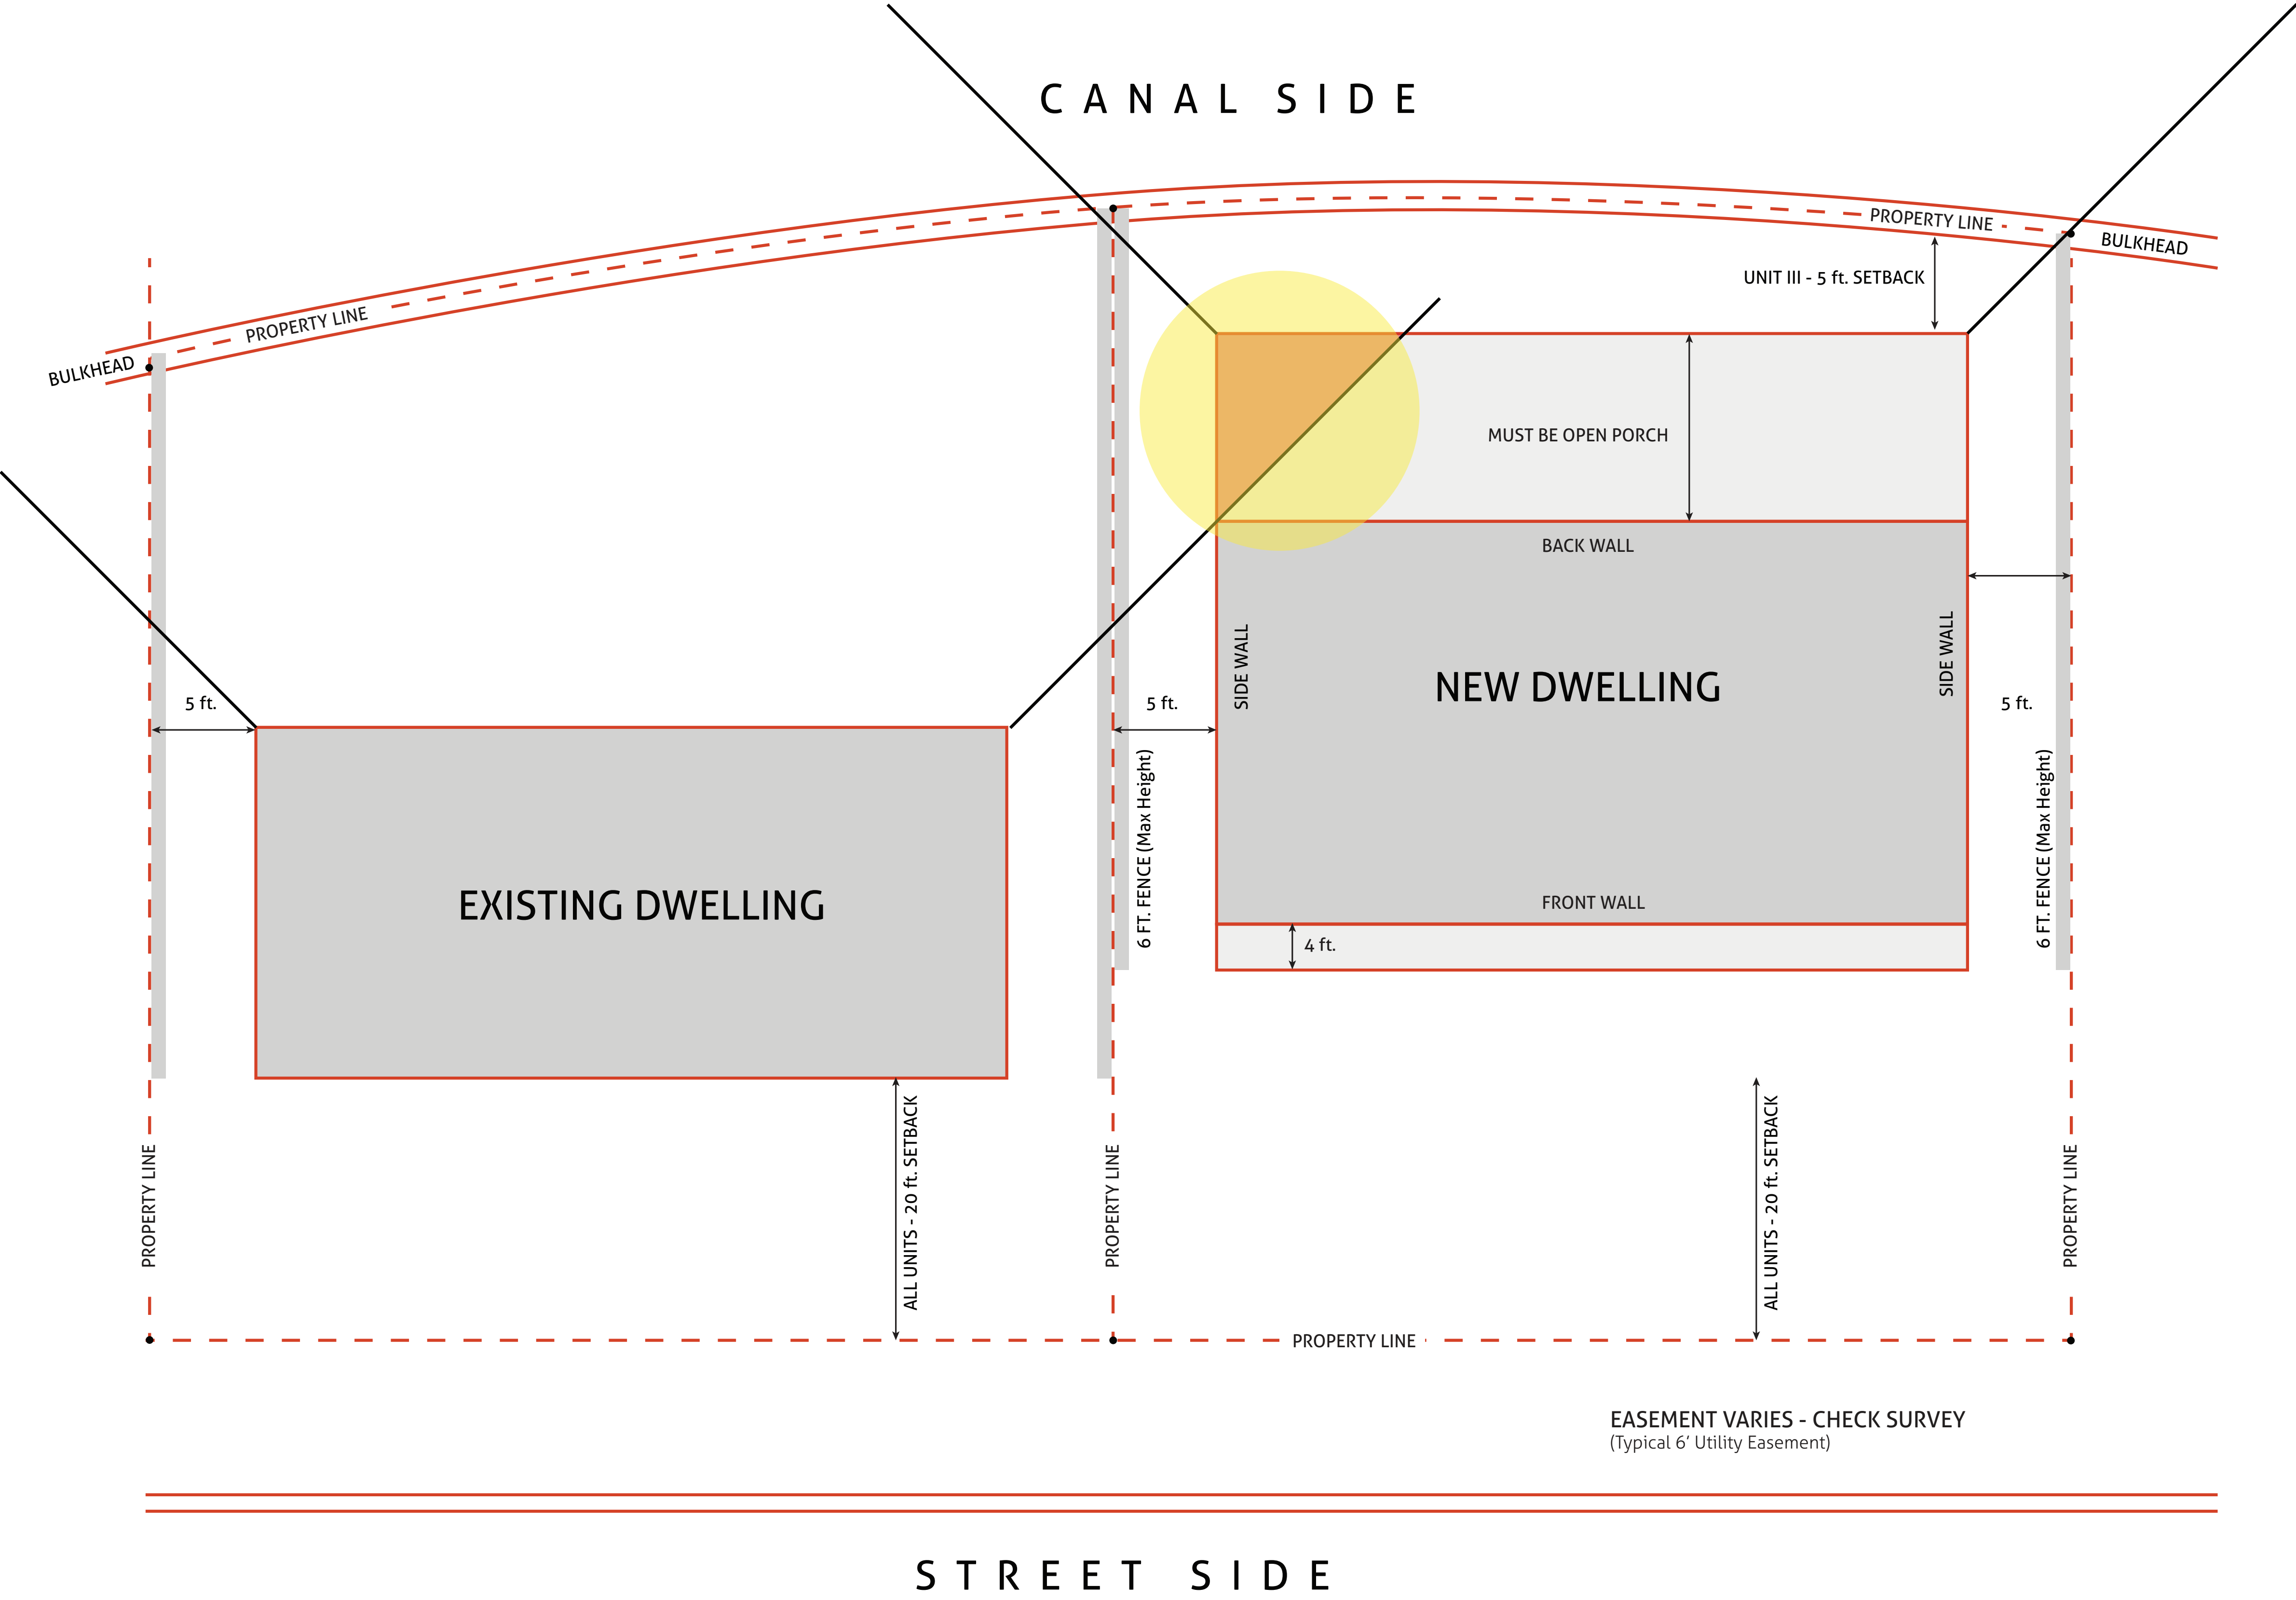 CANAL SIDE
PROPERTY LINE
BULKHEAD
UNIT III - 5 ft. SETBACK
PROPERTY LINE
BULKHEAD
MUST BE OPEN PORCH
BACK WALL
SIDE WALL
NEW DWELLING
SIDE WALL
5 ft.
5 ft.
5 ft.
6 FT. FENCE (Max Height)
6 FT. FENCE (Max Height)
EXISTING DWELLING
FRONT WALL
4 ft.
PROPERTY LINE
ALL UNITS - 20 ft. SETBACK
PROPERTY LINE
ALL UNITS - 20 ft. SETBACK
PROPERTY LINE
PROPERTY LINE
EASEMENT VARIES - CHECK SURVEY
(Typical 6’ Utility Easement)
STREET SIDE